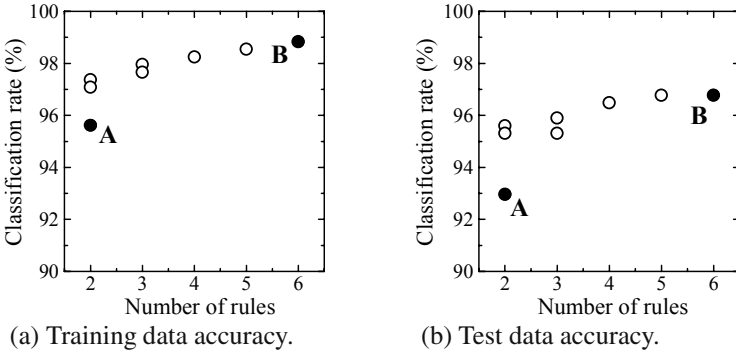 Classification rate (%)
100
98
96
94
92
90
A
B
2 3 4 5 6
Number of rules
(a) Training data accuracy.
Classification rate (%)
100
98
96
94
92
90
A
B
2 3 4 5 6
Number of rules
(b) Test data accuracy.